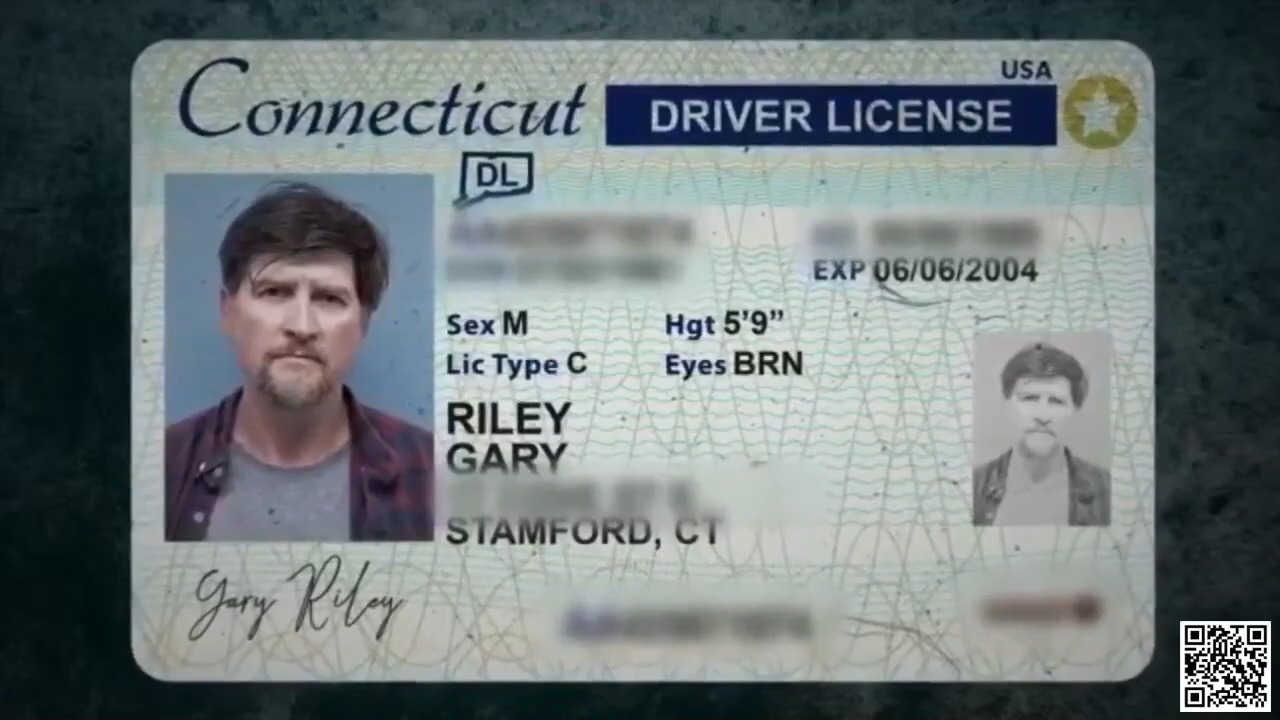 Connecticut
USA
DRIVER LICENSE
DL
EXP 06/06/2004
Sex M
Hgt 5’9”
Lic Type C
Eyes BRN
RILEY
GARY
STAMFORD, CT
Gary Riley